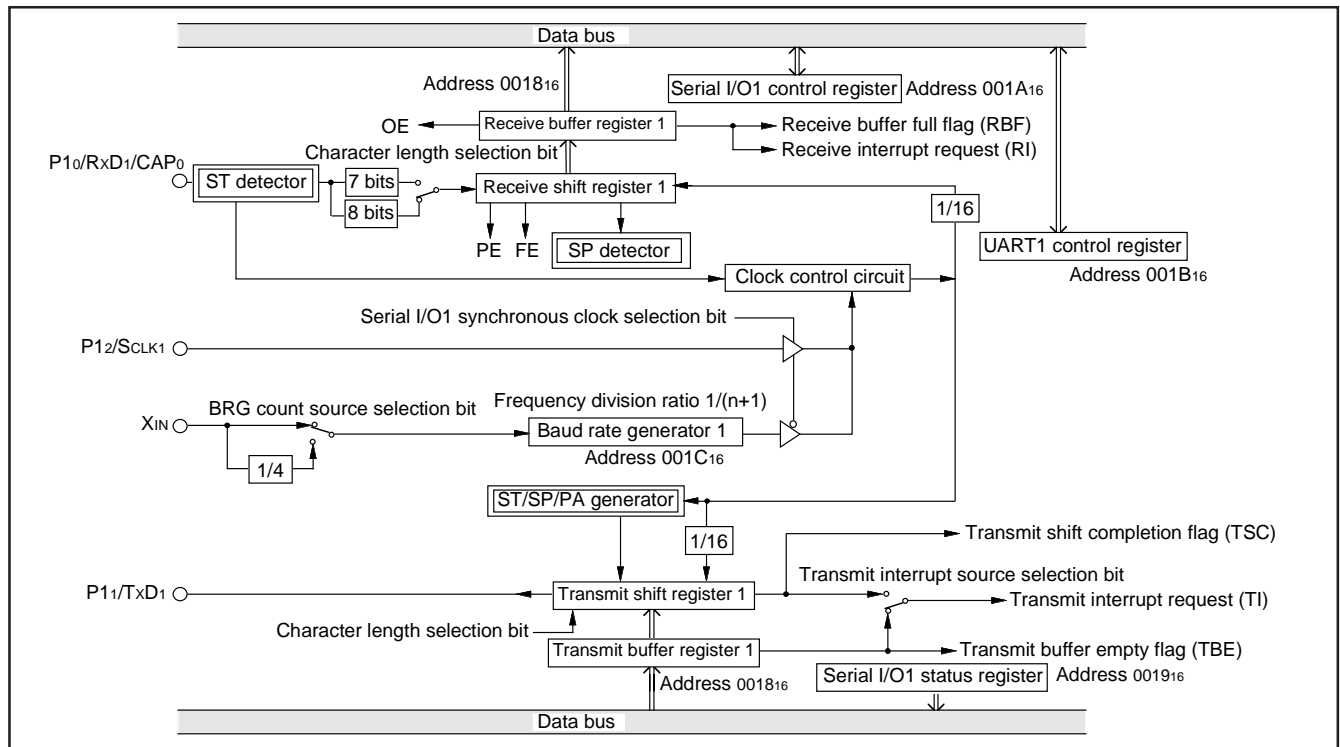 Data bus
Address 001816
Serial I/O1 control register Address 001A16
OE Receive buffer register 1 Receive buffer full flag (RBF)
Receive interrupt request (RI)
Character length selection bit
P10/RXD1/CAP0
ST detector 7 bits Receive shift register 1
8 bits 1/16
PE FE SP detector UART1 control register
Clock control circuit Address 001B16
Serial I/O1 synchronous clock selection bit
P12/SCLK1
BRG count source selection bit Frequency division ratio 1/(n+1)
XIN Baud rate generator 1
1/4 Address 001C16
ST/SP/PA generator
1/16 Transmit shift completion flag (TSC)
Transmit interrupt source selection bit
P11/TXD1 Transmit shift register 1 Transmit interrupt request (TI)
Character length selection bit
Transmit buffer register 1 Transmit buffer empty flag (TBE)
Address 001816 Serial I/O1 status register Address 001916
Data bus